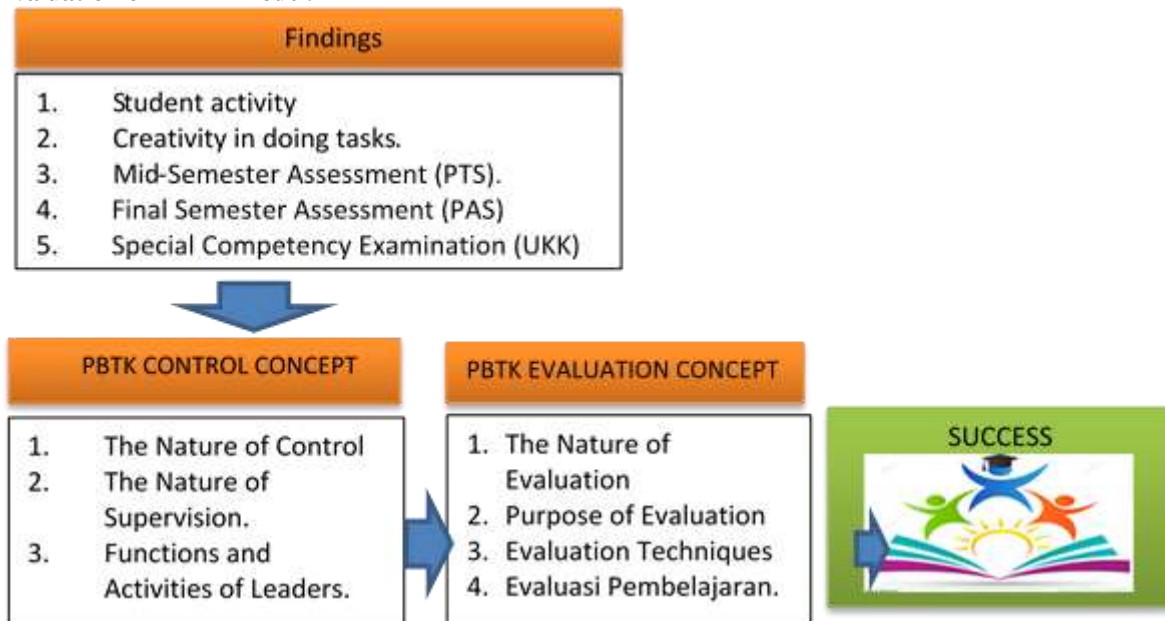 Findings
1. Student activity
2. Creativity in doing tasks.
3. Mid-Semester Assessment (PTS).
4. Final Semester Assessment (PAS)
5. Special Competency Examination (UKK)
PBTK CONTROL CONCEPT
1. The Nature of Control
2. The Nature of
Supervision.
3. Functions and
Activities of Leaders.
PBTK EVALUATION CONCEPT
1. The Nature of
Evaluation
2. Purpose of Evaluation
3. Evaluation Techniques
4. Evaluasi Pembelajaran.
SUCCESS